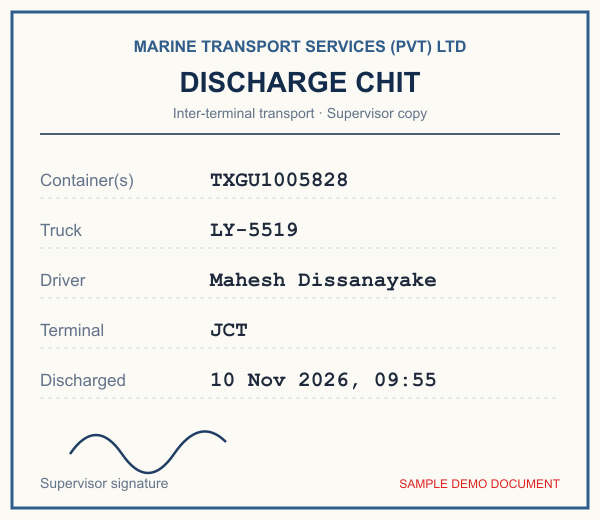 MARINE TRANSPORT SERVICES (PVT) LTD
DISCHARGE CHIT
Inter-terminal transport · Supervisor copy
Container(s) TXGU1005828
Truck LY-5519
Driver Mahesh Dissanayake
Terminal JCT
Discharged 10 Nov 2026, 09:55
Supervisor signature SAMPLE DEMO DOCUMENT